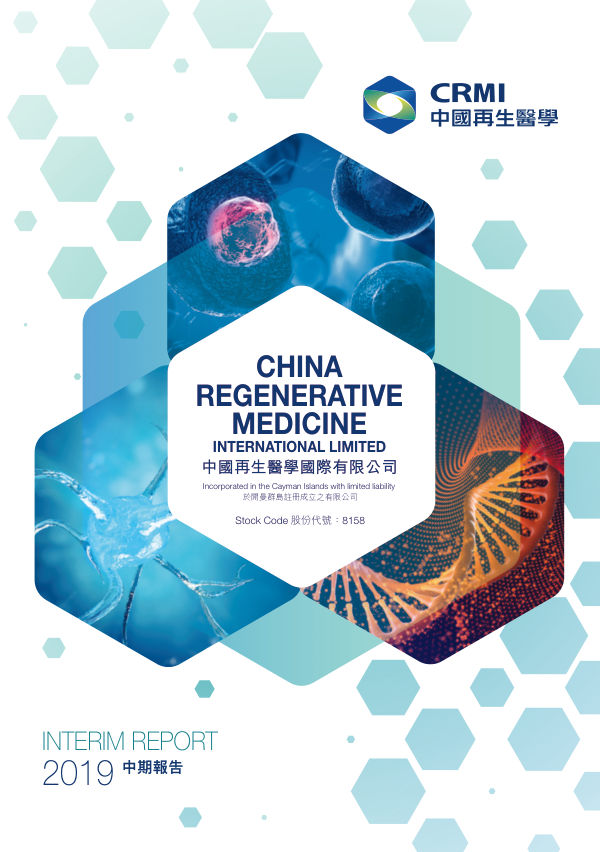 CRMI
中國再生醫學
CHINA
REGENERATIVE
MEDICINE
INTERNATIONAL LIMITED
中國再生醫學國際有限公司
Incorporated in the Cayman Islands with limited liability
於開曼群島註冊成立之有限公司
Stock Code 股份代號：8158
INTERIM REPORT
2019 中期報告